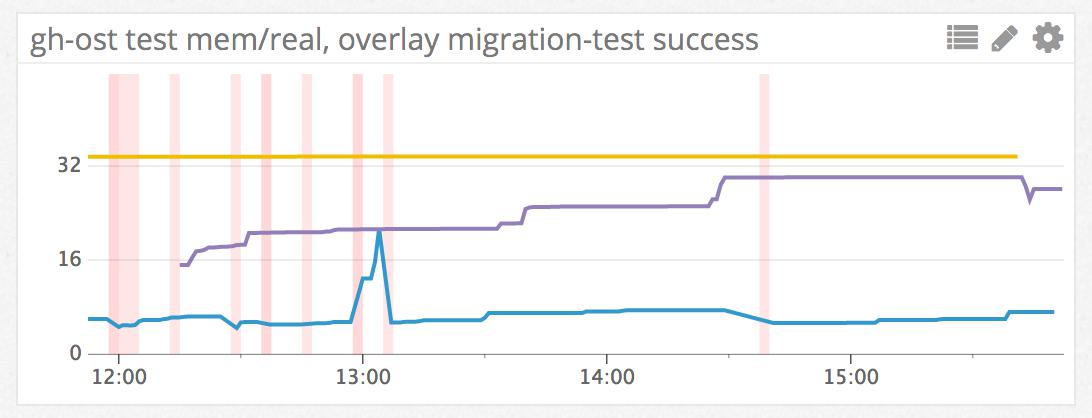 gh-ost test mem/real, overlay migration-test success
32
16
0
12:00 13:00 14:00 15:00